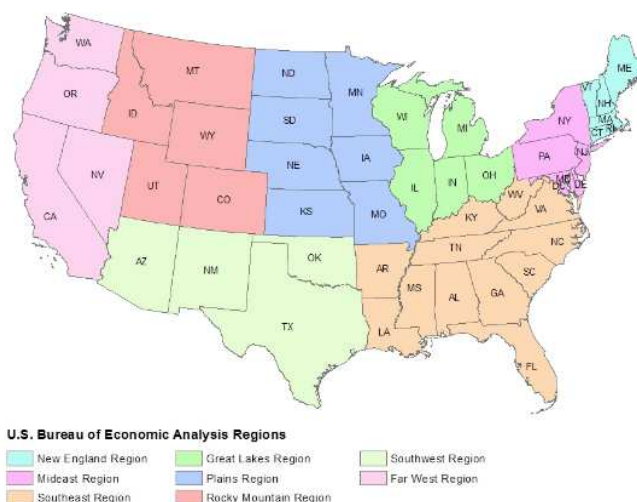 WA
MT
ND
MN
ME
VT
NH
OR
ID
SD
WI
MI
NY
MA
CT
RI
WY
IA
PA
NJ
NE
NV
UT
CO
IL
IN
OH
MD
DE
DC
WV
VA
CA
KS
MO
KY
NC
TN
OK
AZ
NM
AR
SC
MS
AL
GA
TX
LA
FL
U.S. Bureau of Economic Analysis Regions
New England Region
Great Lakes Region
Southwest Region
Mideast Region
Plains Region
Far West Region
Southeast Region
Rocky Mountain Region